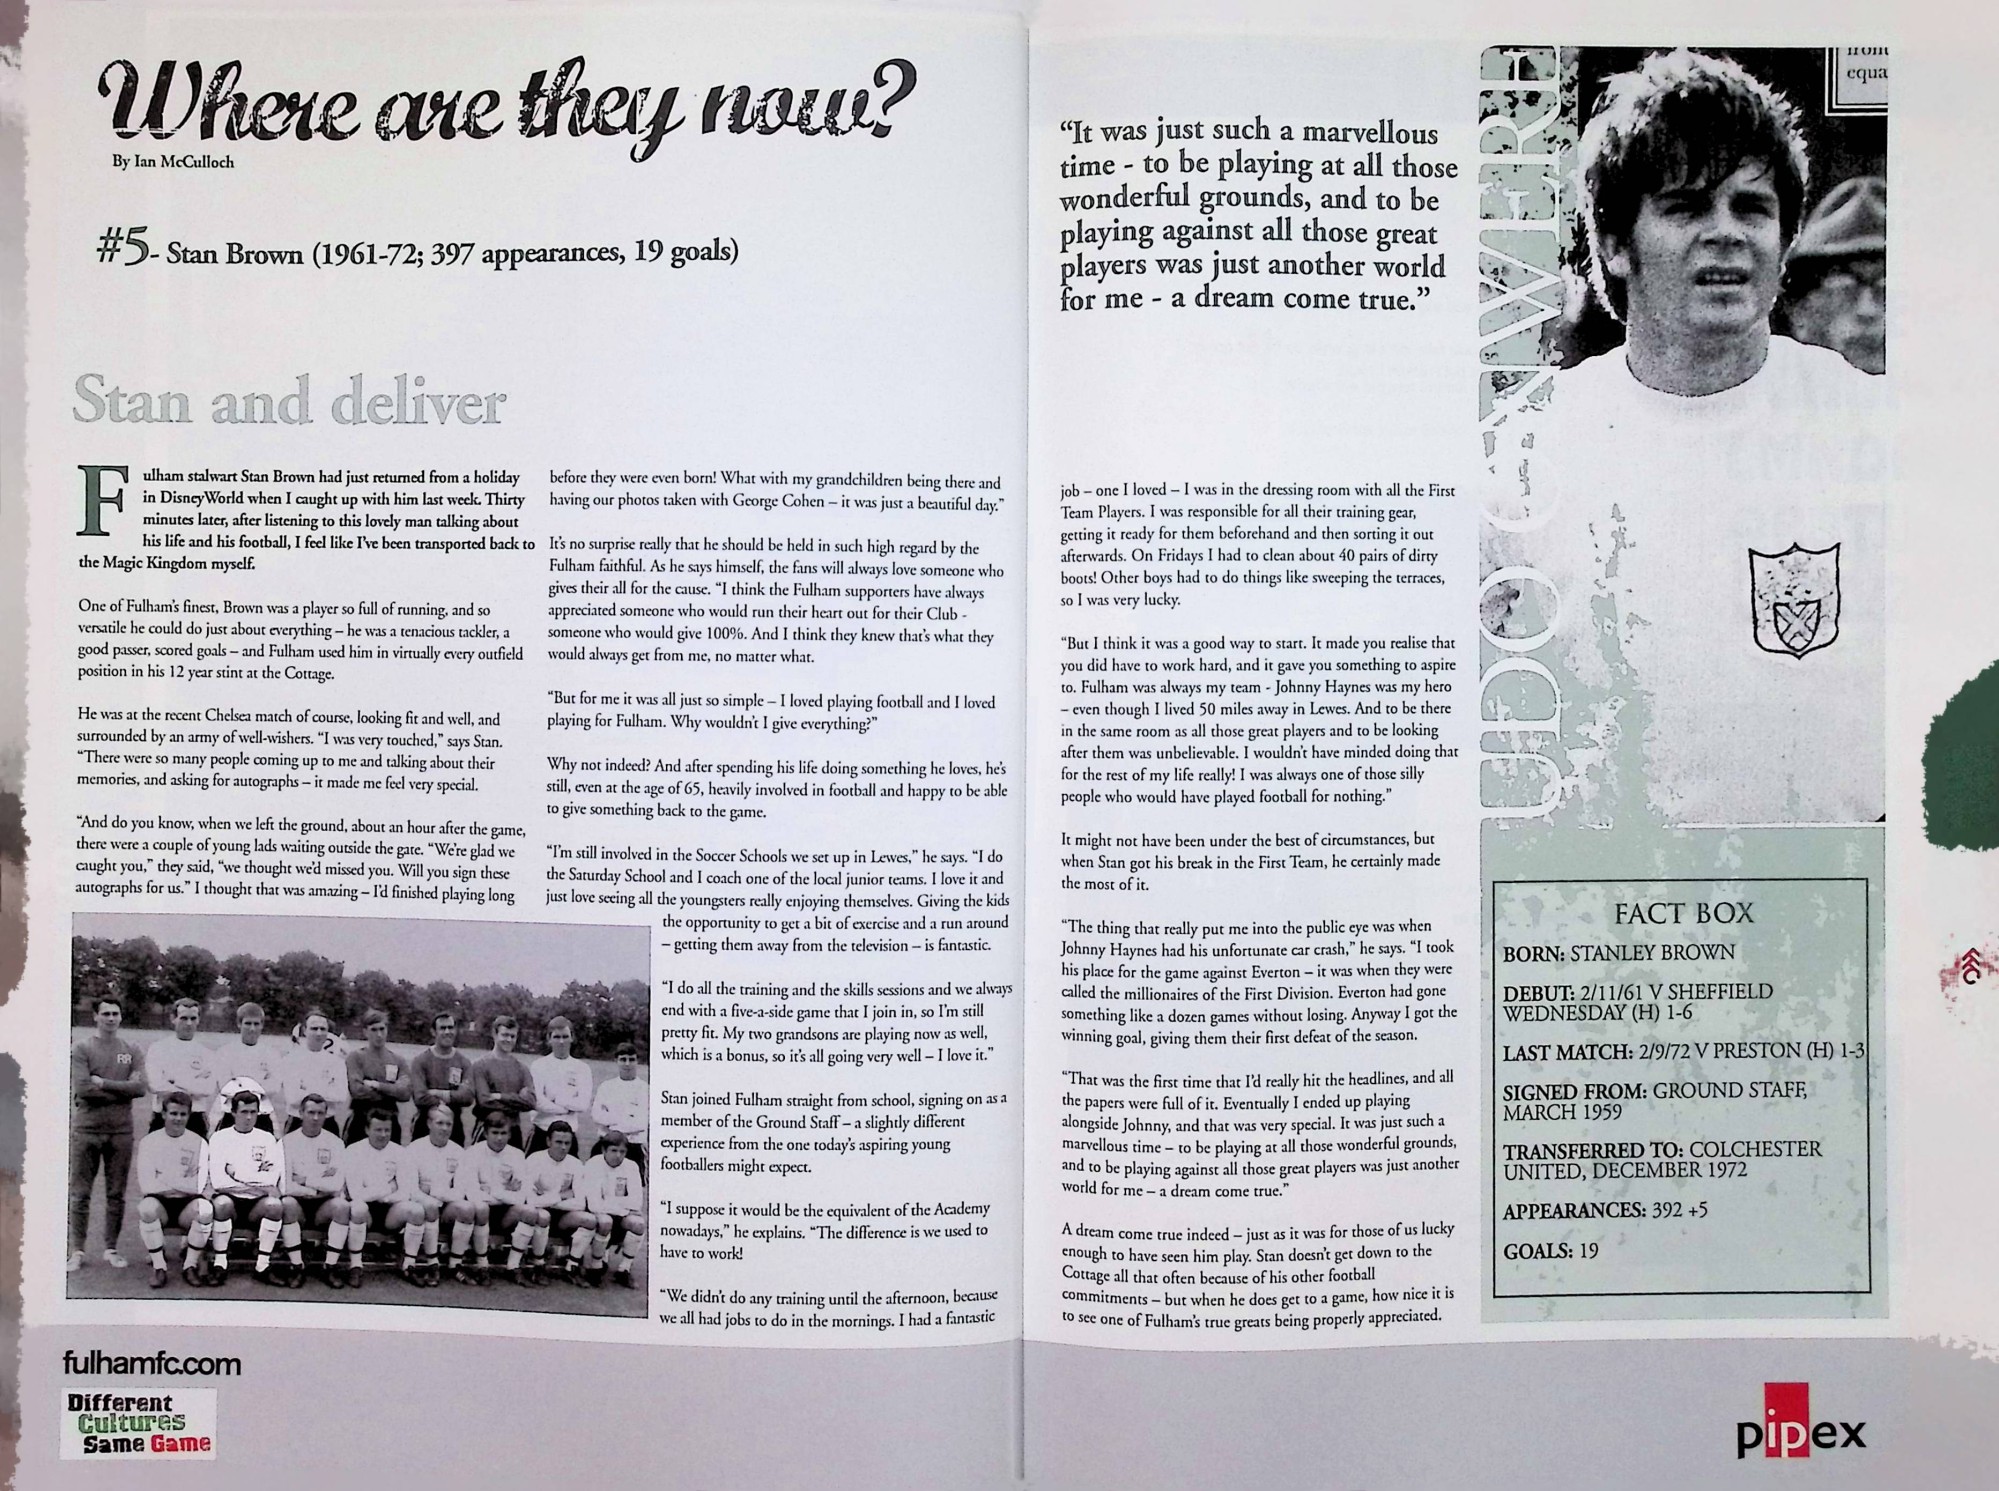 Where are they now?
By Ian McCulloch
#5- Stan Brown (1961-72; 397 appearances, 19 goals)
Stan and deliver
Fulham stalwart Stan Brown had just returned from a holiday
in DisneyWorld when I caught up with him last week. Thirty
minutes later, after listening to this lovely man talking about
his life and his football, I feel like I've been transported back to
the Magic Kingdom myself.
One of Fulham's finest, Brown was a player so full of running, and so
versatile he could do just about everything – he was a tenacious tackler, a
good passer, scored goals – and Fulham used him in virtually every outfield
position in his 12 year stint at the Cottage.
He was at the recent Chelsea match of course, looking fit and well, and
surrounded by an army of well-wishers. “I was very touched,” says Stan.
“There were so many people coming up to me and talking about their
memories, and asking for autographs – it made me feel very special.
“And do you know, when we left the ground, about an hour after the game,
there were a couple of young lads waiting outside the gate. “We're glad we
caught you,” they said, “we thought we'd missed you. Will you sign these
autographs for us.” I thought that was amazing – I'd finished playing long
before they were even born! What with my grandchildren being there and
having our photos taken with George Cohen – it was just a beautiful day.”
It's no surprise really that he should be held in such high regard by the
Fulham faithful. As he says himself, the fans will always love someone who
gives their all for the cause. “I think the Fulham supporters have always
appreciated someone who would run their heart out for their Club -
someone who would give 100%. And I think they knew that's what they
would always get from me, no matter what.
“But for me it was all just so simple – I loved playing football and I loved
playing for Fulham. Why wouldn't I give everything?”
Why not indeed? And after spending his life doing something he loves, he's
still, even at the age of 65, heavily involved in football and happy to be able
to give something back to the game.
“I'm still involved in the Soccer Schools we set up in Lewes,” he says. “I do
the Saturday School and I coach one of the local junior teams. I love it and
just love seeing all the youngsters really enjoying themselves. Giving the kids
the opportunity to get a bit of exercise and a run around
– getting them away from the television – is fantastic.
“I do all the training and the skills sessions and we always
end with a five-a-side game that I join in, so I'm still
pretty fit. My two grandsons are playing now as well,
which is a bonus, so it's all going very well – I love it.”
Stan joined Fulham straight from school, signing on as a
member of the Ground Staff – a slightly different
experience from the one today's aspiring young
footballers might expect.
“I suppose it would be the equivalent of the Academy
nowadays,” he explains. “The difference is we used to
have to work!
“We didn't do any training until the afternoon, because
we all had jobs to do in the mornings. I had a fantastic
RR
fulhamfc.com
Different
Cultures
Same Game
“It was just such a marvellous
time - to be playing at all those
wonderful grounds, and to be
playing against all those great
players was just another world
for me - a dream come true.”
job – one I loved – I was in the dressing room with all the First
Team Players. I was responsible for all their training gear,
getting it ready for them beforehand and then sorting it out
afterwards. On Fridays I had to clean about 40 pairs of dirty
boots! Other boys had to do things like sweeping the terraces,
so I was very lucky.
“But I think it was a good way to start. It made you realise that
you did have to work hard, and it gave you something to aspire
to. Fulham was always my team - Johnny Haynes was my hero
– even though I lived 50 miles away in Lewes. And to be there
in the same room as all those great players and to be looking
after them was unbelievable. I wouldn't have minded doing that
for the rest of my life really! I was always one of those silly
people who would have played football for nothing.”
It might not have been under the best of circumstances, but
when Stan got his break in the First Team, he certainly made
the most of it.
“The thing that really put me into the public eye was when
Johnny Haynes had his unfortunate car crash,” he says. “I took
his place for the game against Everton – it was when they were
called the millionaires of the First Division. Everton had gone
something like a dozen games without losing. Anyway I got the
winning goal, giving them their first defeat of the season.
“That was the first time that I'd really hit the headlines, and all
the papers were full of it. Eventually I ended up playing
alongside Johnny, and that was very special. It was just such a
marvellous time – to be playing at all those wonderful grounds,
and to be playing against all those great players was just another
world for me – a dream come true.”
A dream come true indeed – just as it was for those of us lucky
enough to have seen him play. Stan doesn't get down to the
Cottage all that often because of his other football
commitments – but when he does get to a game, how nice it is
to see one of Fulham's true greats being properly appreciated.
FACT BOX
BORN: STANLEY BROWN
DEBUT: 2/11/61 V SHEFFIELD
WEDNESDAY (H) 1-6
LAST MATCH: 2/9/72 V PRESTON (H) 1-3
SIGNED FROM: GROUND STAFF,
MARCH 1959
TRANSFERRED TO: COLCHESTER
UNITED, DECEMBER 1972
APPEARANCES: 392 +5
GOALS: 19
pipex